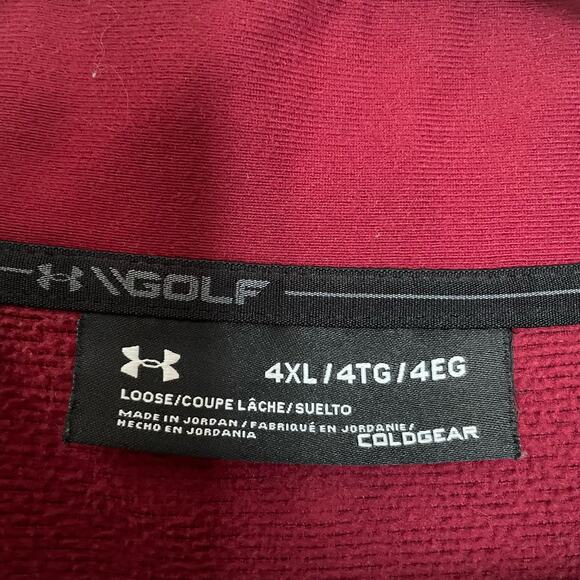 \\GOLF
4XL/4TG/4EG
LOOSE/COUPE LÂCHE/SUELTO
MADE IN JORDAN/FABRIQUÉ EN JORDANIE/
HECHO EN JORDANIA
COLDGEAR